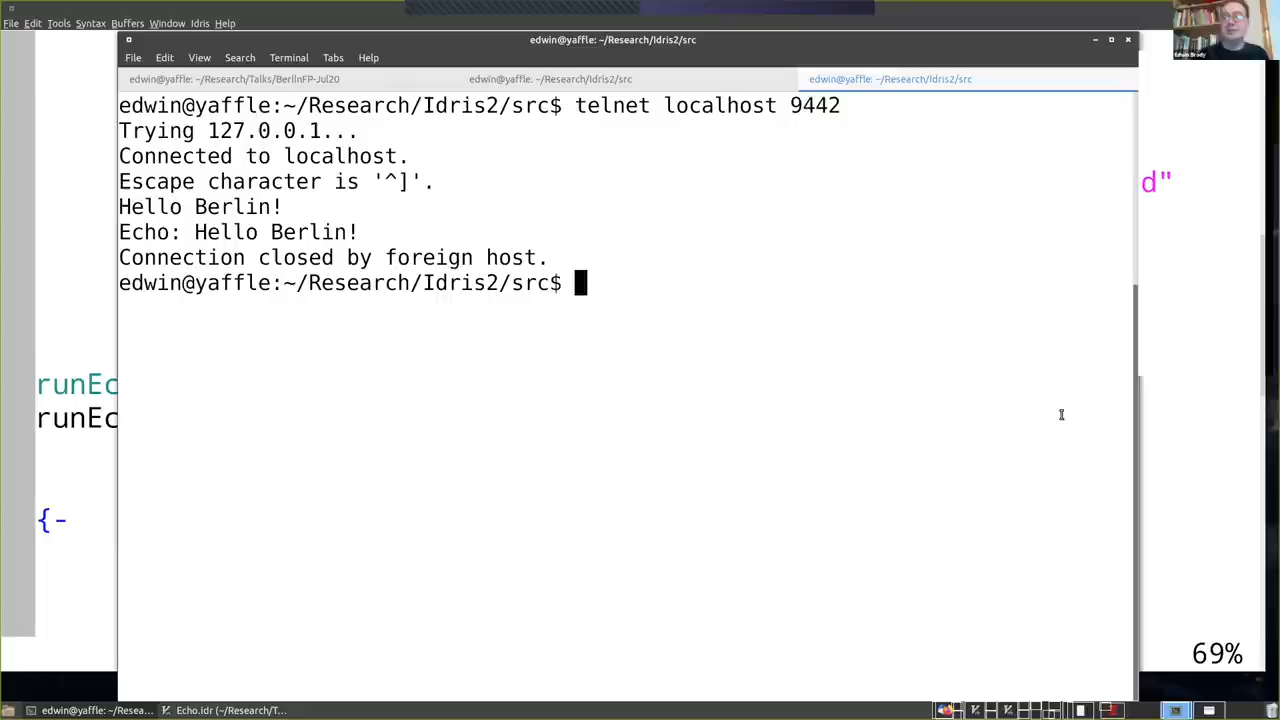 File Edit Tools Syntax Buffers Window Idris Help
edwin@yaffle: ~/Research/Idris2/src
File Edit View Search Terminal Tabs Help
edwin@yaffle: ~/Research/Talks/BerlinFP-Jul20
edwin@yaffle: ~/Research/Idris2/src
edwin@yaffle: ~/Research/Idris2/src
edwin@yaffle:~/Research/Idris2/src$ telnet localhost 9442
Trying 127.0.0.1...
Connected to localhost.
Escape character is '^]'.
Hello Berlin!
Echo: Hello Berlin!
Connection closed by foreign host.
edwin@yaffle:~/Research/Idris2/src$
d"
runEc
runEc
{-
69%
Edwin Brady
edwin@yaffle: ~/Resea...
Echo.idr (~/Research/T...